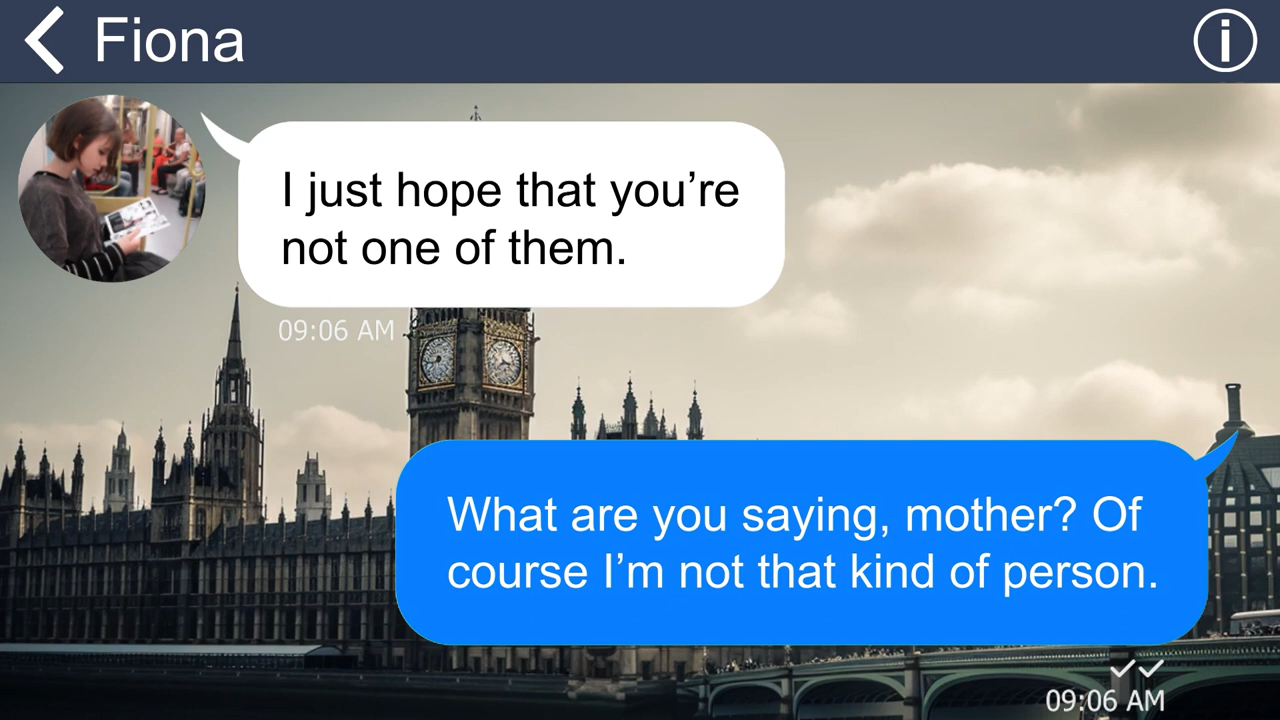 Fiona
I just hope that you’re
not one of them.
09:06 AM
What are you saying, mother? Of
course I’m not that kind of person.
09:06 AM